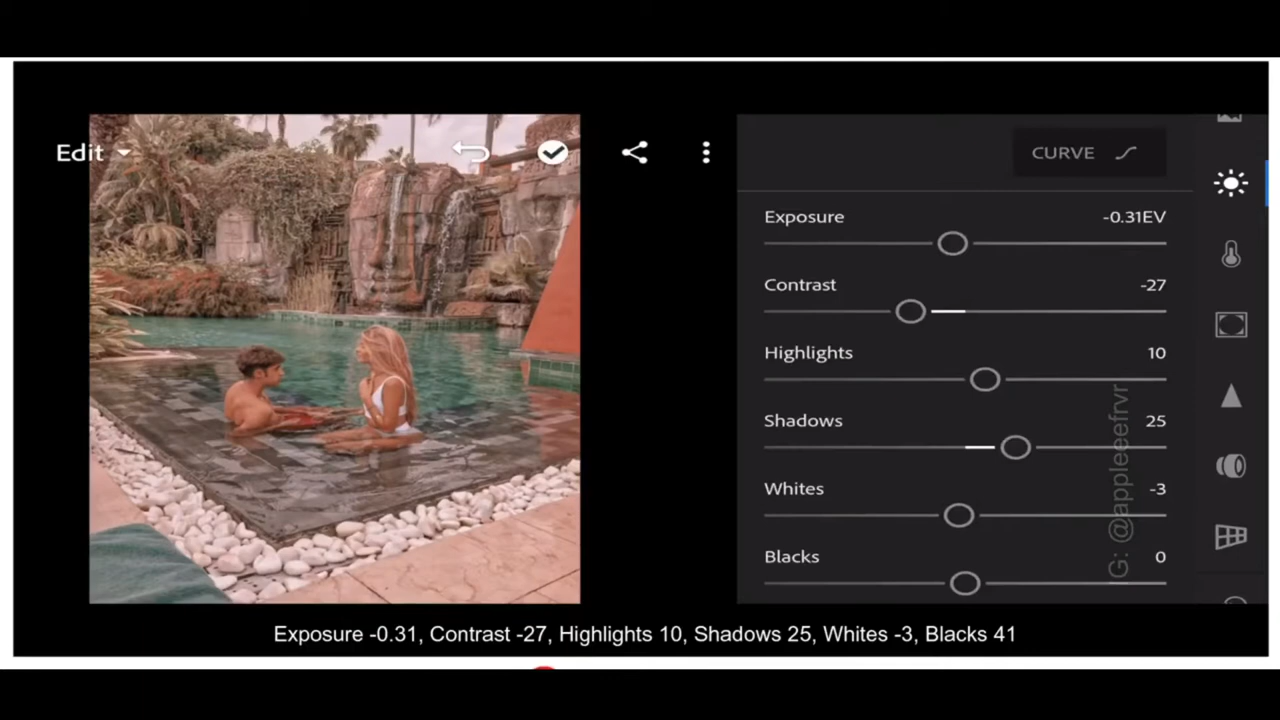 Edit
CURVE
Exposure -0.31EV
Contrast -27
Highlights 10
Shadows 25
Whites -3
Blacks 0
G: @appleeefrvr
Exposure -0.31, Contrast -27, Highlights 10, Shadows 25, Whites -3, Blacks 41